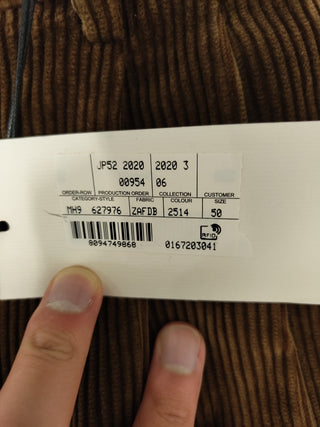 JP52 2020 2020 3
00954 06
ORDER-ROW PRODUCTION ORDER COLLECTION CUSTOMER
CATEGORY-STYLE FABRIC COLOUR SIZE
MH9 627976 ZAFDB 2514 50
8094749868 0167203041
RFID